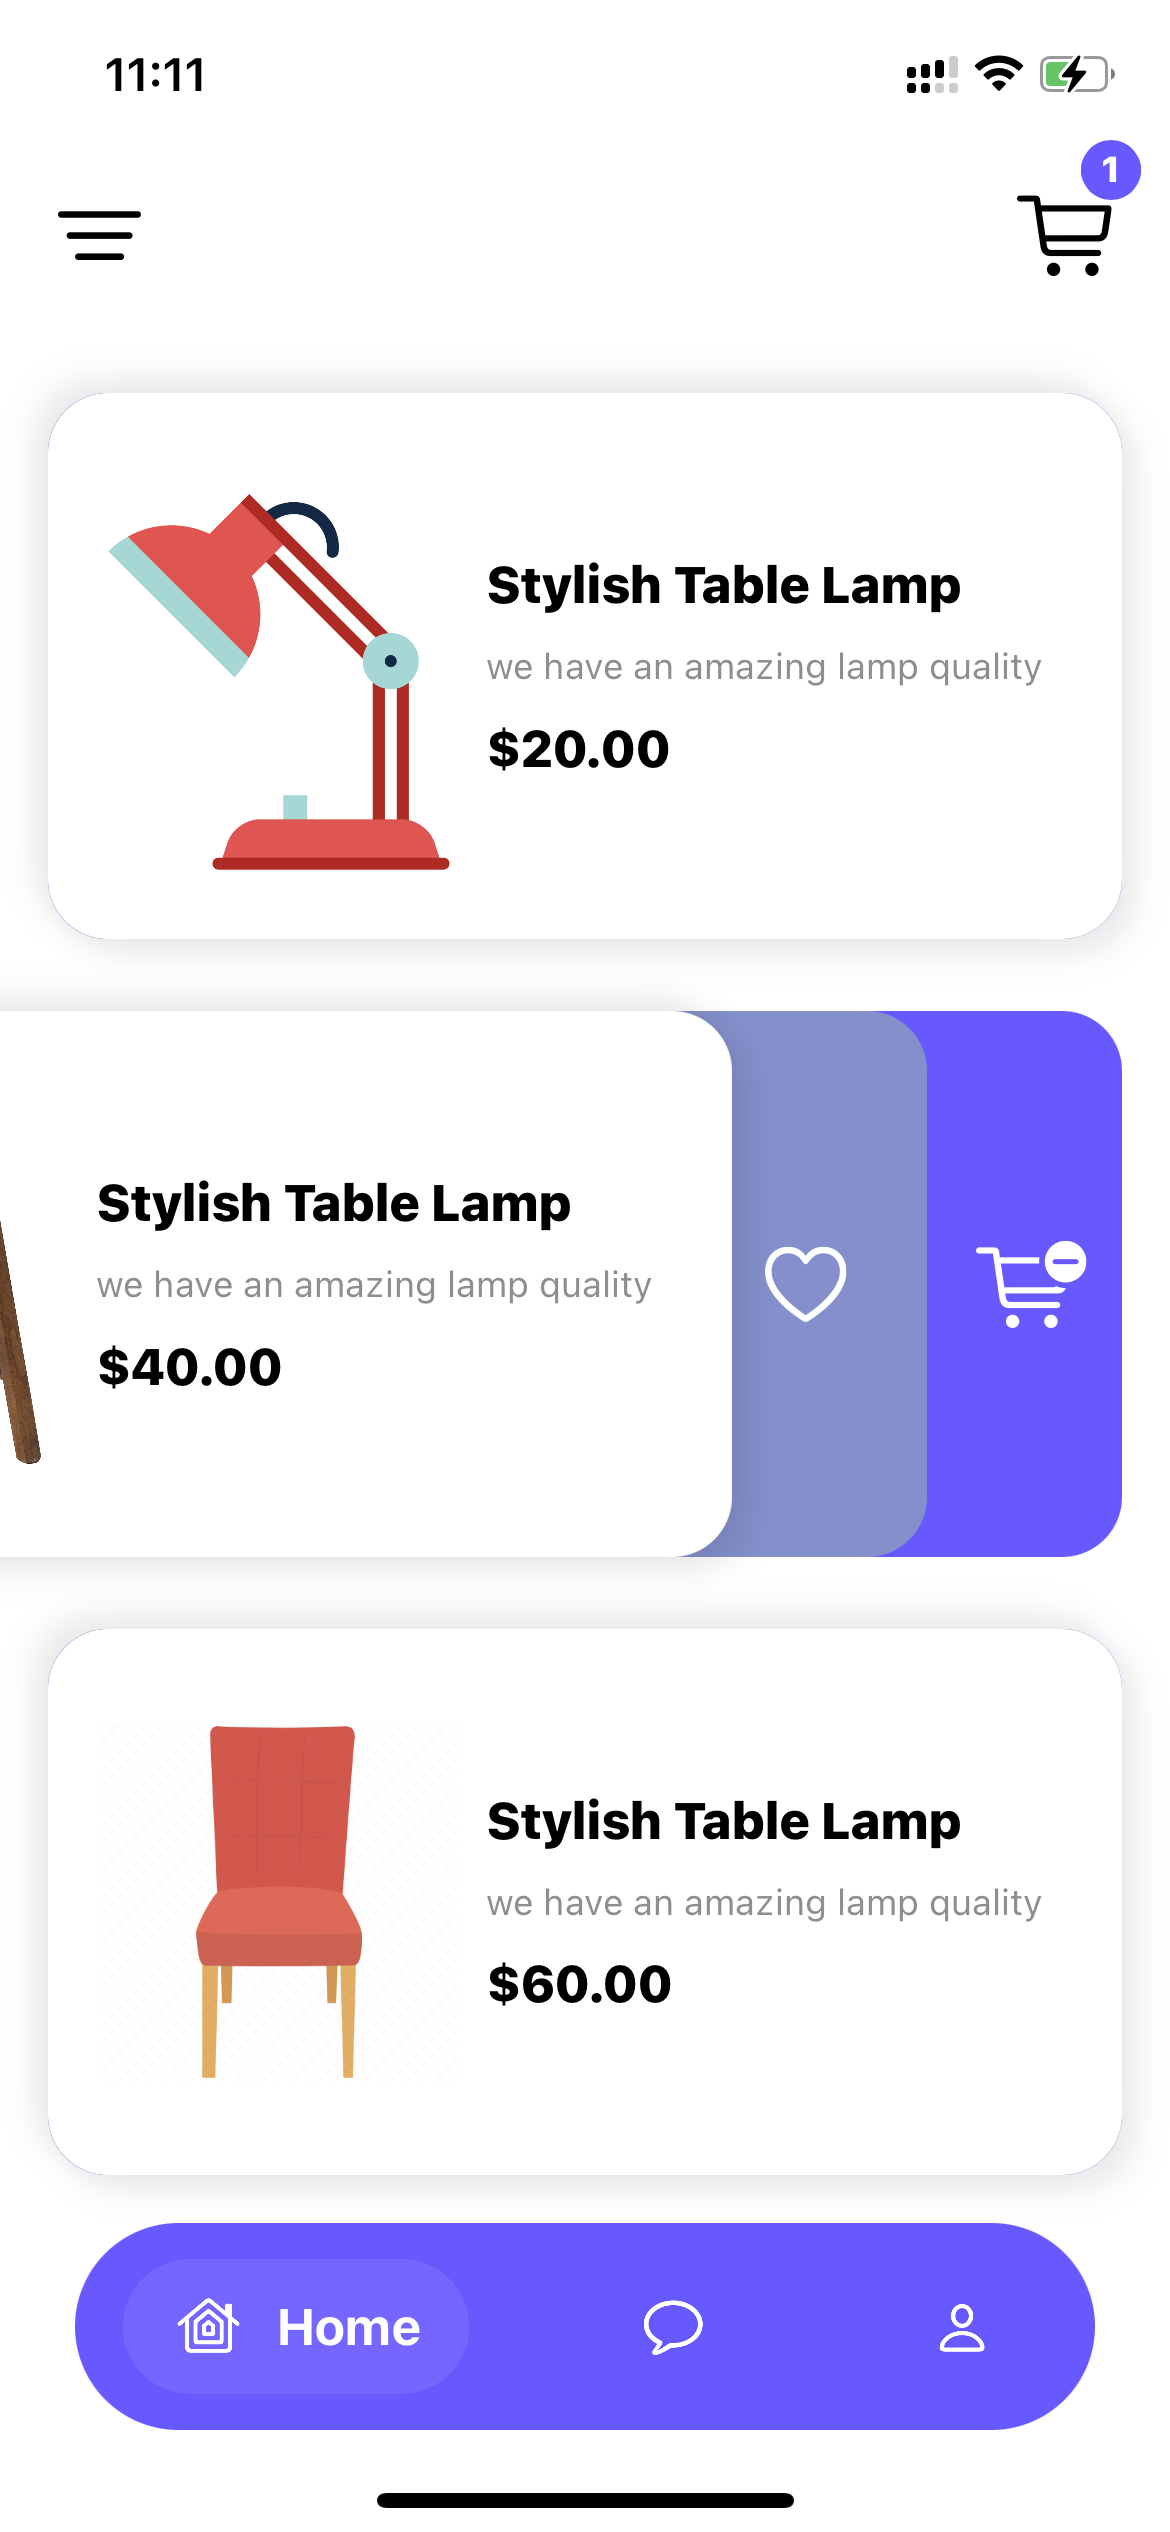 11:11
1
Stylish Table Lamp
we have an amazing lamp quality
$20.00
Stylish Table Lamp
we have an amazing lamp quality
$40.00
Stylish Table Lamp
we have an amazing lamp quality
$60.00
Home